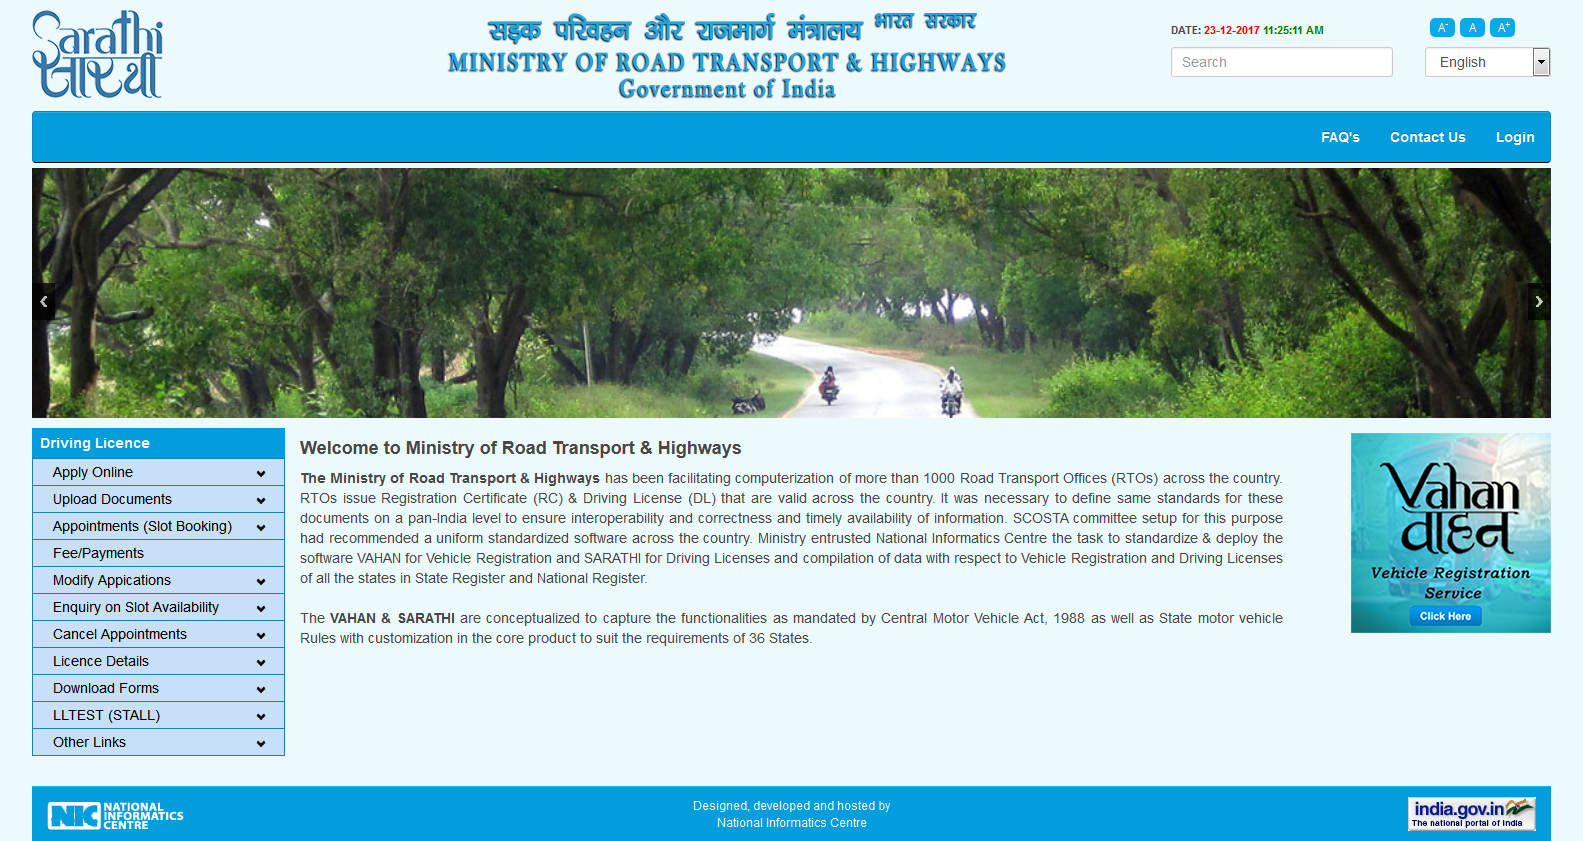 Sarathi
सारथी
सड़क परिवहन और राजमार्ग मंत्रालय भारत सरकार
MINISTRY OF ROAD TRANSPORT & HIGHWAYS
Government of India
DATE: 23-12-2017 11:25:11 AM
A- A A+
Search
English
FAQ's Contact Us Login
Driving Licence
Apply Online
Upload Documents
Appointments (Slot Booking)
Fee/Payments
Modify Appications
Enquiry on Slot Availability
Cancel Appointments
Licence Details
Download Forms
LLTEST (STALL)
Other Links
Welcome to Ministry of Road Transport & Highways
The Ministry of Road Transport & Highways has been facilitating computerization of more than 1000 Road Transport Offices (RTOs) across the country.
RTOs issue Registration Certificate (RC) & Driving License (DL) that are valid across the country. It was necessary to define same standards for these
documents on a pan-India level to ensure interoperability and correctness and timely availability of information. SCOSTA committee setup for this purpose
had recommended a uniform standardized software across the country. Ministry entrusted National Informatics Centre the task to standardize & deploy the
software VAHAN for Vehicle Registration and SARATHI for Driving Licenses and compilation of data with respect to Vehicle Registration and Driving Licenses
of all the states in State Register and National Register.
The VAHAN & SARATHI are conceptualized to capture the functionalities as mandated by Central Motor Vehicle Act, 1988 as well as State motor vehicle
Rules with customization in the core product to suit the requirements of 36 States.
Vahan
वाहन
Vehicle Registration
Service
Click Here
NIC NATIONAL
INFORMATICS
CENTRE
Designed, developed and hosted by
National Informatics Centre
india.gov.in
The national portal of India